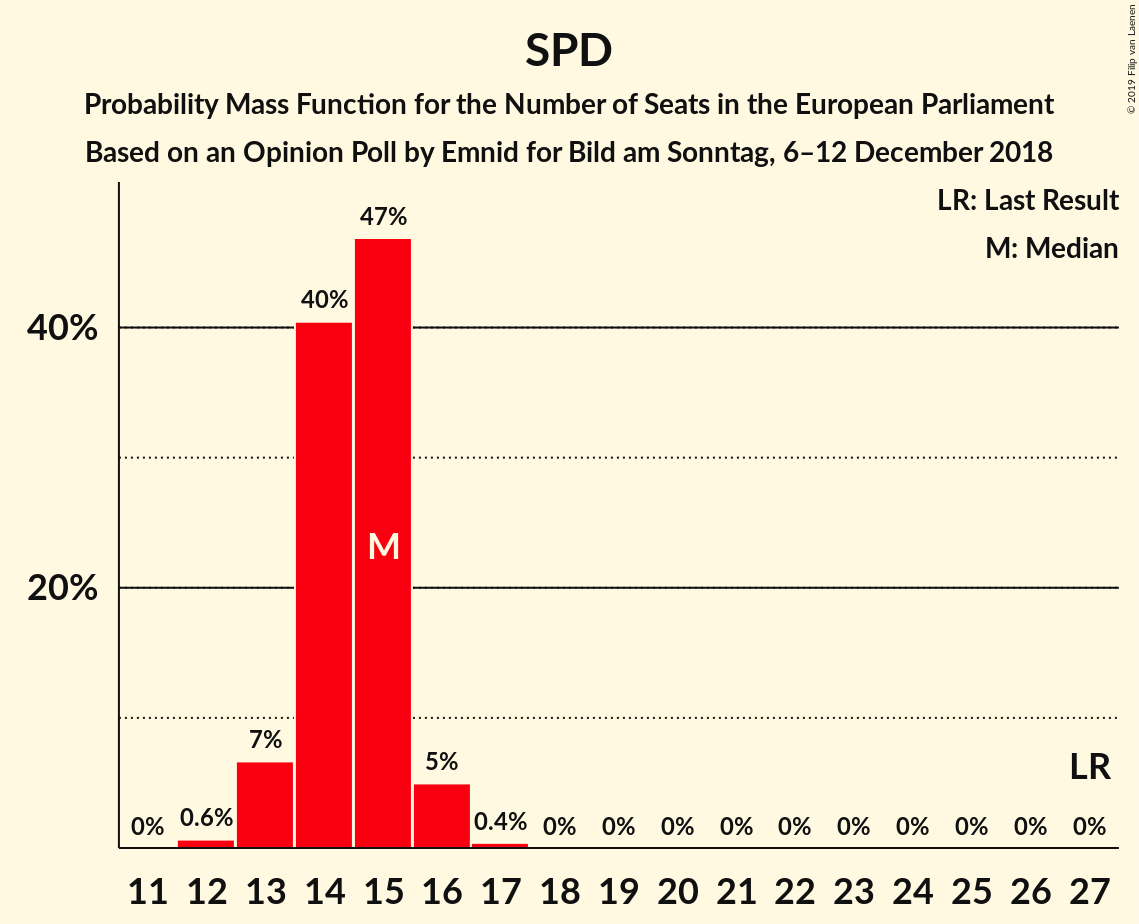 SPD
Probability Mass Function for the Number of Seats in the European Parliament
Based on an Opinion Poll by Emnid for Bild am Sonntag, 6–12 December 2018
© 2019 Filip van Laenen
LR: Last Result
M: Median
40%
20%
0%
0.6%
7%
40%
47%
M
5%
0.4%
0%
0%
0%
0%
0%
0%
0%
0%
0%
LR
0%
11 12 13 14 15 16 17 18 19 20 21 22 23 24 25 26 27